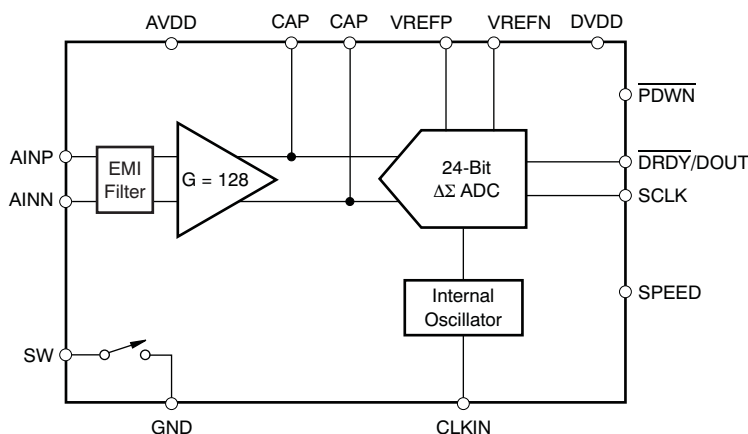 AVDD
CAP
CAP
VREFP
VREFN
DVDD
PDWN
AINP
EMI
Filter
G = 128
24-Bit
ΔΣ ADC
DRDY/DOUT
AINN
SCLK
Internal
Oscillator
SPEED
SW
GND
CLKIN